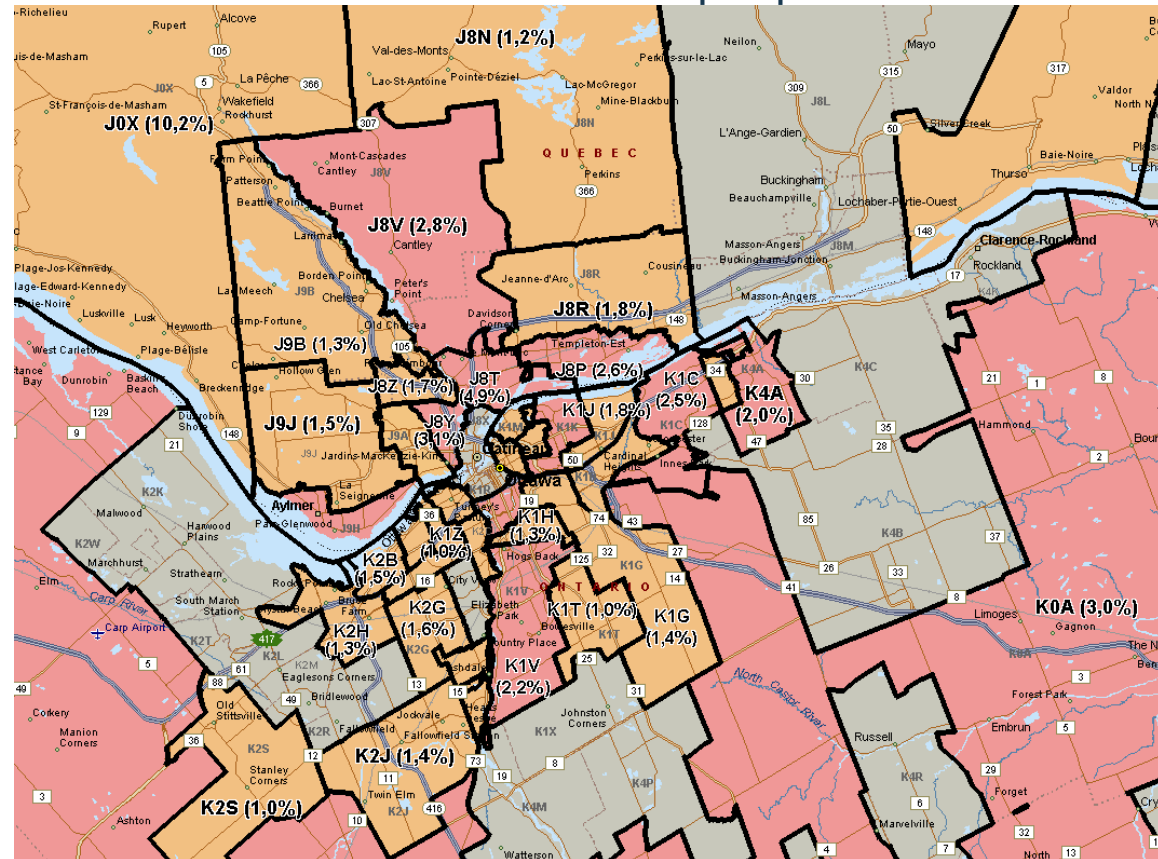 -Richelieu
Alcove
Rupert
105
J8N (1,2%)
Val-des-Monts
Perkins-sur-le-Lac
Neilon
Mayo
315
317
uis-de-Masham
La Pêche
5
366
J0X
Lac-St-Antoine
Pointe-Déziel
Lac-McGregor
Mine-Blackburn
309
J8L
Valdor
North N
St-François-de-Masham
Wakefield
Rockhurst
J0X (10,2%)
307
J8N
L'Ange-Gardien
50
Silver Creek
Baie-Noire
Farm Point
Mont-Cascades
Cantley
J8V
QUEBEC
Perkins
366
Patterson
Buckingham
Thurso
Beattie Point
Burnet
Beauchampville
Lochaber-Partie-Ouest
J8V (2,8%)
Cantley
148
Larrimac
Masson-Angers
Buckingham-Jonction
J8M
Clarence-Rockland
Rockland
17
Plage-Jos-Kennedy
Plage-Edward-Kennedy
Baie-Noire
Lac Meech
Borden Point
J9B
Chelsea
Peter's
Point
Jeanne-d'Arc
J8R
Cousineau
Masson-Angers
Luskville
Lusk
Heyworth
Camp-Fortune
Old Chelsea
Davidson
Corner
J8R (1,8%)
148
West Carleton
Plage-Bélisle
J9B (1,3%)
105
Templeton-Est
Dunrobin
Hollow Glen
Breckenridge
J8Z (1,7%)
J8T
(4,9%)
J8P (2,6%)
K1C
(2,5%)
34
K4A
K4A
(2,0%)
30
K4C
21
1
8
129
9
Dunrobin
Shore
21
148
J9J (1,5%)
J9J
J9A
J8Y
(3,1%)
J8X
K1M
K1K
K1J (1,8%)
K1J
K1C
128
47
35
28
Hammond
Jardins-MacKenzie-King
Gatineau
50
Cardinal
Heights
2
K2K
La
Seigneurie
Ottawa
Aylmer
J9H
K1R
19
Malwood
Harwood
Plains
36
K1H
(1,3%)
74
43
85
K4B
37
K2W
Marchhurst
K1Z
(1,0%)
Hogs Back
125
32
K1G
27
26
33
Strathearn
K2B
(1,5%)
16
City View
K1V
ONTARIO
14
41
8
Elm
Carp River
South March
Station
Crystal Beach
K2G
(1,6%)
Elizabeth
Park
K1T (1,0%)
K1G
(1,4%)
Limoges
K0A (3,0%)
Gagnon
Carp Airport
417
K2H
(1,3%)
Country Place
Bowesville
K1T
K0A
K2T
K2L
K2M
Eaglesons Corners
K2G
K1V
(2,2%)
25
5
61
88
13
15
31
North Castor River
3
49
49
Bridlewood
Forest Park
Old
Stittsville
Jockvale
Johnston
Corners
Corkery
Fallowfield
Embrun
5
Manion
Corners
36
K2S
K2R
12
K2J (1,4%)
73
K1X
8
Russell
Stanley
Corners
11
19
K4P
K4R
29
3
K2S (1,0%)
Twin Elm
K2J
416
K4M
6
Forget
Ashton
10
Marvelville
32
Watterson
4
7
North
13